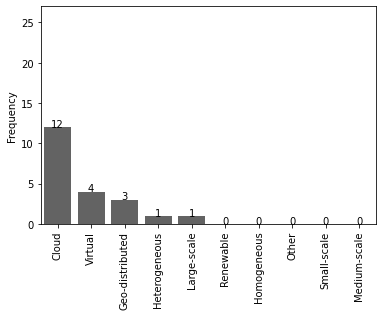 25
20
15
10
5
0
Frequency
12
4
3
1
1
0
0
0
0
0
Cloud
Virtual
Geo-distributed
Heterogeneous
Large-scale
Renewable
Homogeneous
Other
Small-scale
Medium-scale